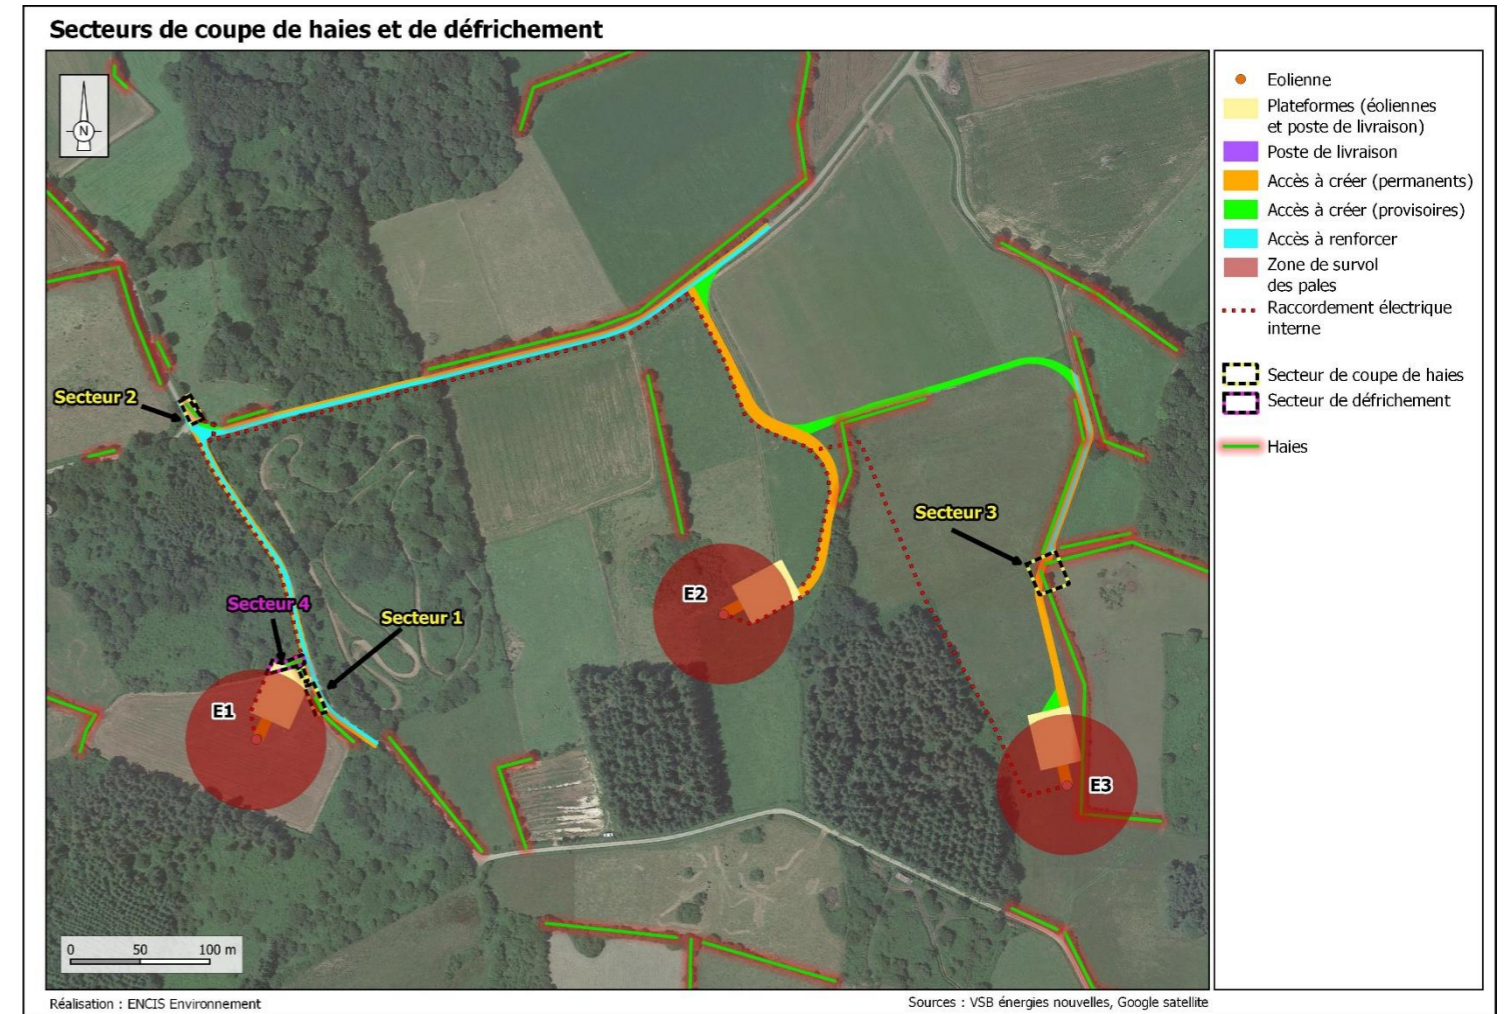 Secteurs de coupe de haies et de défrichement
N
Secteur 2
Secteur 3
E2
Secteur 4
Secteur 1
E1
E3
0 50 100 m
Eolienne
Plateformes (éoliennes
et poste de livraison)
Poste de livraison
Accès à créer (permanents)
Accès à créer (provisoires)
Accès à renforcer
Zone de survol
des pales
Raccordement électrique
interne
Secteur de coupe de haies
Secteur de défrichement
Haies
Réalisation : ENCIS Environnement
Sources : VSB énergies nouvelles, Google satellite